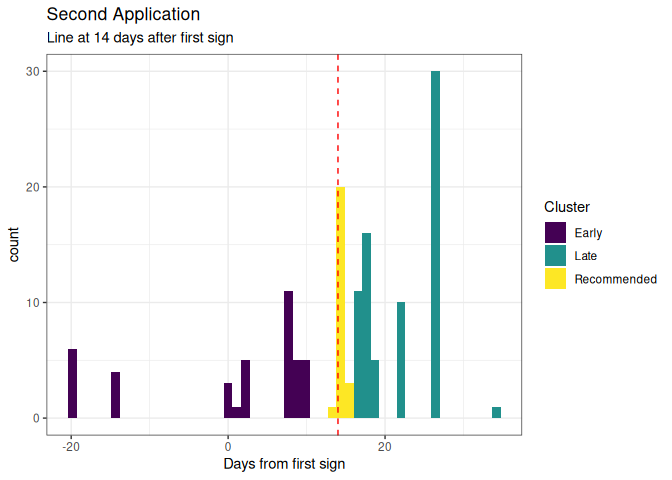 Second Application
Line at 14 days after first sign
30
20
10
0
count
-20
0
20
Days from first sign
Cluster
Early
Late
Recommended